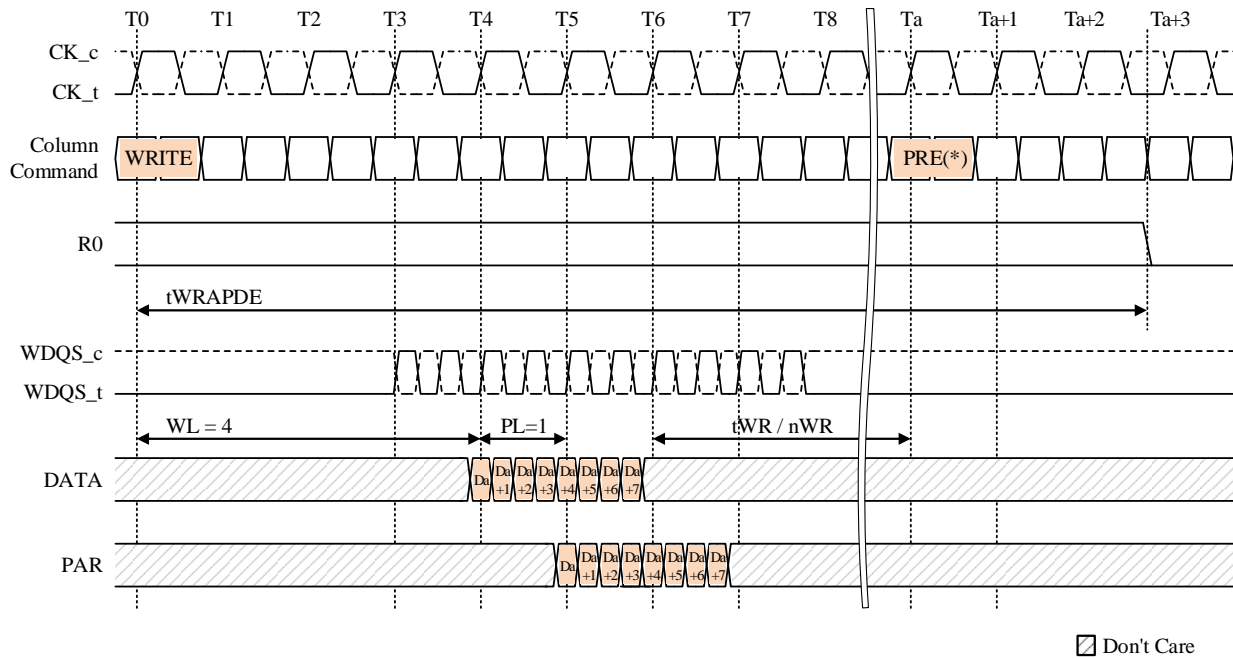 T0 T1 T2 T3 T4 T5 T6 T7 T8 Ta Ta+1 Ta+2 Ta+3
CK_c
CK_t
Column
Command
WRITE PRE(*)
R0
tWRAPDE
WDQS_c
WDQS_t
WL = 4 PL=1 tWR / nWR
DATA
Da Da+1 Da+2 Da+3 Da+4 Da+5 Da+6 Da+7
PAR
Da Da+1 Da+2 Da+3 Da+4 Da+5 Da+6 Da+7
Don't Care